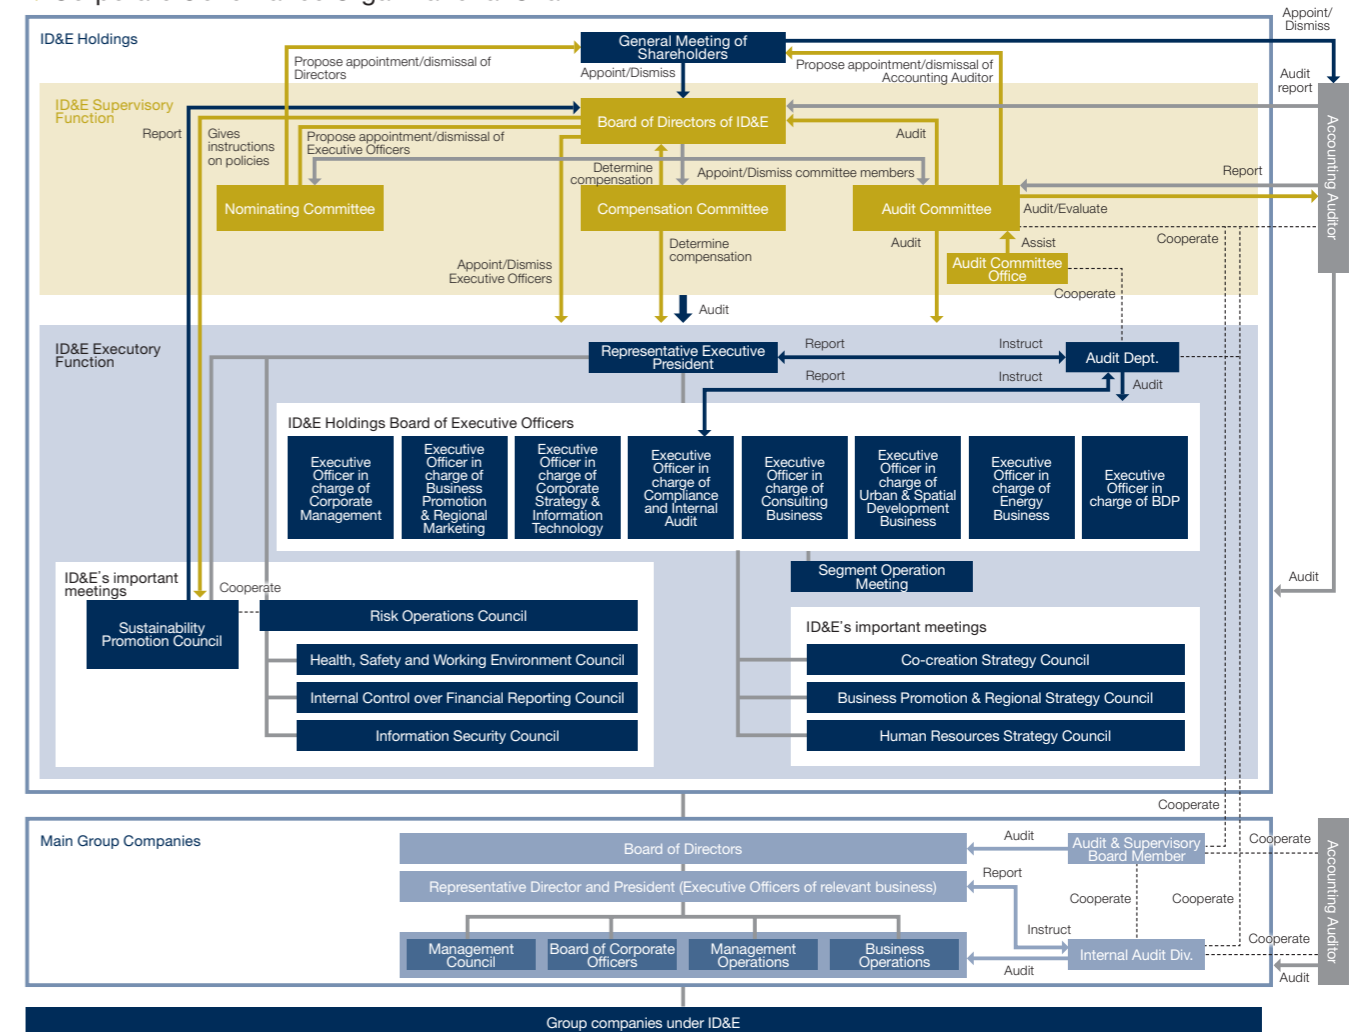 Appoint/
Dismiss
ID&E Holdings
General Meeting of
Shareholders
Propose appointment/dismissal of
Directors
Appoint/Dismiss
Propose appointment/dismissal of
Accounting Auditor
Audit
report
ID&E Supervisory
Function
Board of Directors of ID&E
Report
Gives
instructions
on policies
Propose appointment/dismissal of
Executive Officers
Audit
Accounting Auditor
Determine
compensation
Appoint/Dismiss committee members
Report
Nominating Committee
Compensation Committee
Audit Committee
Audit/Evaluate
Determine
compensation
Audit
Assist
Cooperate
Appoint/Dismiss
Executive Officers
Audit Committee
Office
Cooperate
Audit
ID&E Executory
Function
Representative Executive
President
Report
Instruct
Audit Dept.
Report
Instruct
Audit
ID&E Holdings Board of Executive Officers
Executive
Officer in
charge of
Corporate
Management
Executive
Officer in
charge of
Business
Promotion
& Regional
Marketing
Executive
Officer in
charge of
Corporate
Strategy &
Information
Technology
Executive
Officer in
charge of
Compliance
and Internal
Audit
Executive
Officer in
charge of
Consulting
Business
Executive
Officer in
charge of
Urban & Spatial
Development
Business
Executive
Officer in
charge of
Energy
Business
Executive
Officer in
charge of BDP
ID&E's important
meetings
Cooperate
Segment Operation
Meeting
Audit
Sustainability
Promotion Council
Risk Operations Council
Health, Safety and Working Environment Council
Internal Control over Financial Reporting Council
Information Security Council
ID&E's important meetings
Co-creation Strategy Council
Business Promotion & Regional Strategy Council
Human Resources Strategy Council
Cooperate
Main Group Companies
Board of Directors
Audit
Audit & Supervisory
Board Member
Cooperate
Accounting Auditor
Representative Director and President (Executive Officers of relevant business)
Report
Cooperate
Cooperate
Instruct
Management
Council
Board of Corporate
Officers
Management
Operations
Business
Operations
Audit
Internal Audit Div.
Cooperate
Audit
Group companies under ID&E